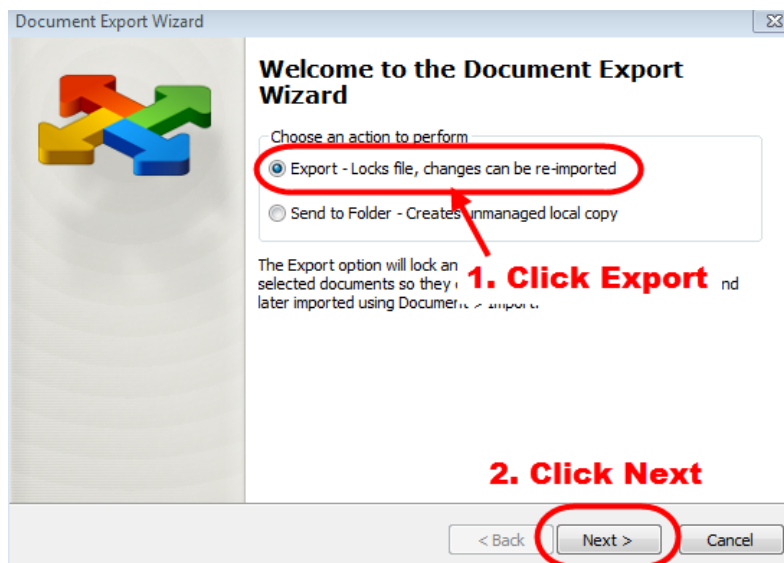 Document Export Wizard
Welcome to the Document Export
Wizard
Choose an action to perform
Export - Locks file, changes can be re-imported
Send to Folder - Creates unmanaged local copy
The Export option will lock an
selected documents so they 1. Click Export nd
later imported using Document > Import.
2. Click Next
< Back Next > Cancel